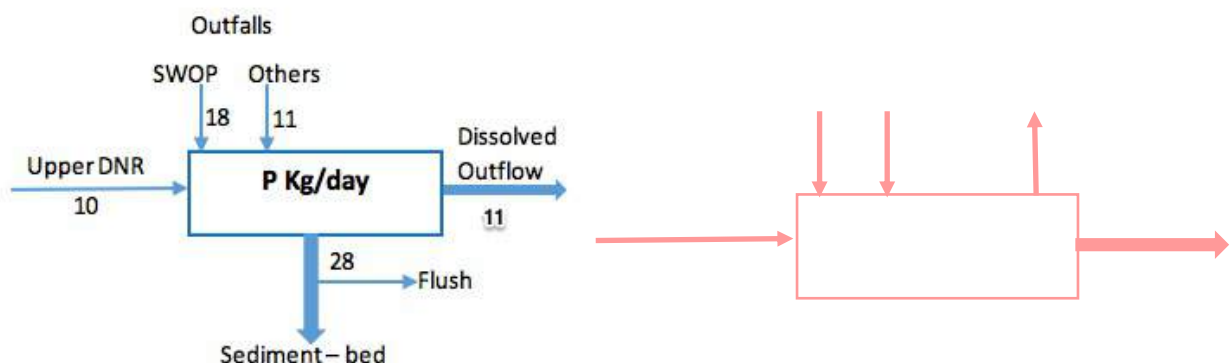 Outfalls
SWOP Others
18 11
Dissolved
Upper DNR P Kg/day Outflow
10 11
28
Flush
Sediment – bed